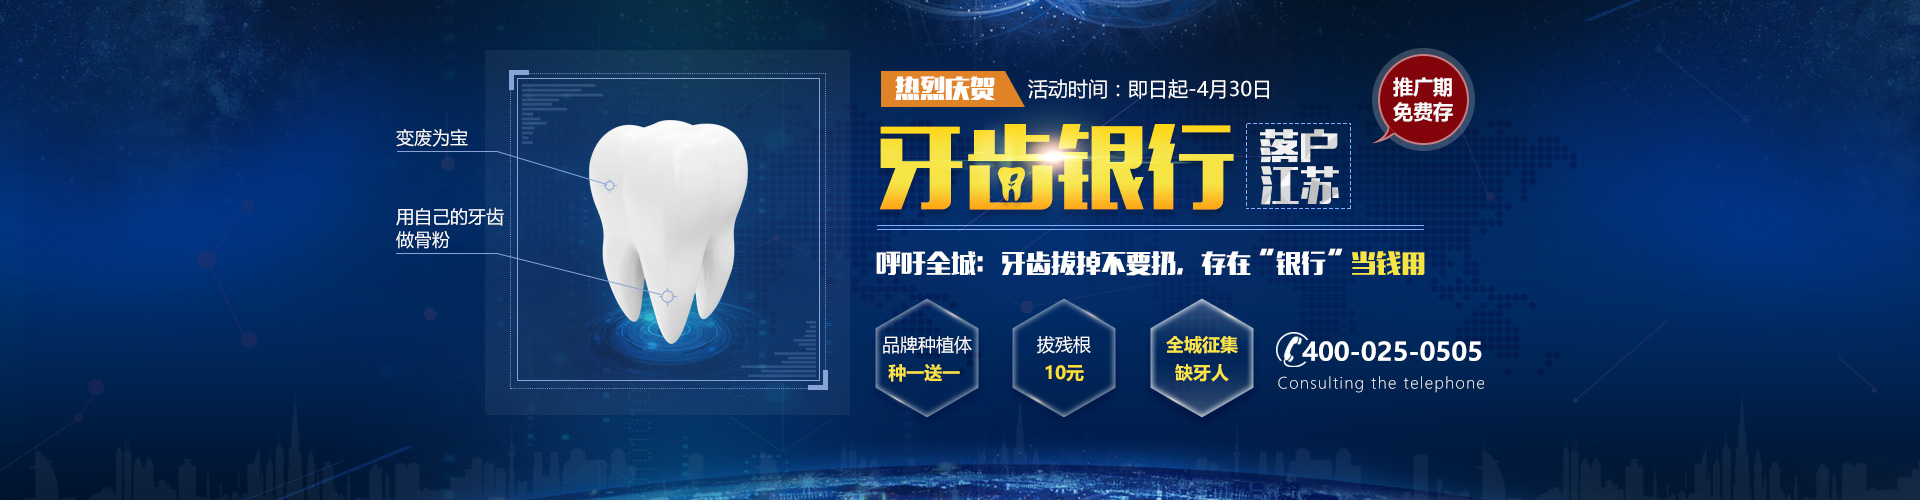 变废为宝
用自己的牙齿
做骨粉
热烈庆贺
活动时间：即日起-4月30日
推广期
免费存
牙齿银行
落户
江苏
呼吁全城：牙齿拔掉不要扔，存在“银行”当钱用
品牌种植体
种一送一
拔残根
10元
全城征集
缺牙人
400-025-0505
Consulting the telephone